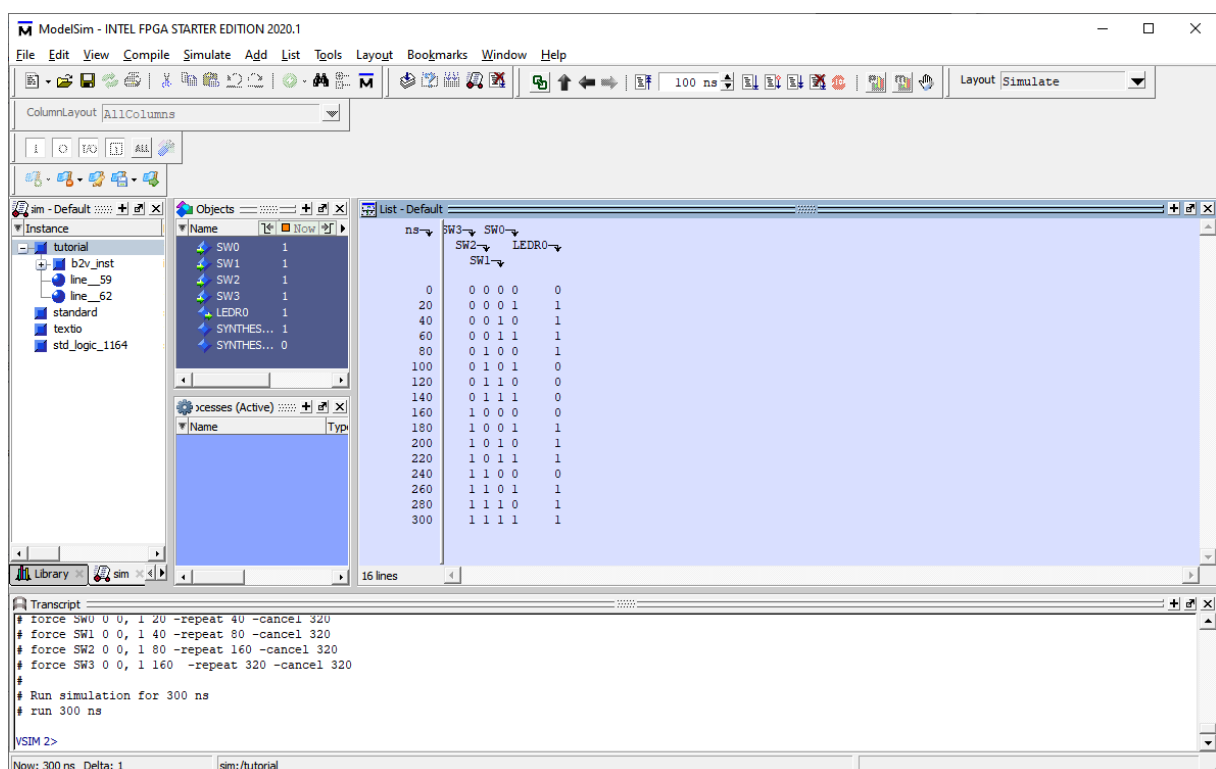 ModelSim - INTEL FPGA STARTER EDITION 2020.1
File Edit View Compile Simulate Add List Tools Layout Bookmarks Window Help
100 ns
Layout Simulate
ColumnLayout AllColumns
1 O I/O ALL
sim - Default
Instance
tutorial
b2v_inst
line__59
line__62
standard
textio
std_logic_1164
Library sim
Objects
Name Now
SW0 1
SW1 1
SW2 1
SW3 1
LEDR0 1
SYNTHES... 1
SYNTHES... 0
ocesses (Active)
Name Type
List - Default
ns SW3 SW0
SW2 LEDR0
SW1
0 0 0 0 0 0
20 0 0 0 1 1
40 0 0 1 0 1
60 0 0 1 1 1
80 0 1 0 0 1
100 0 1 0 1 0
120 0 1 1 0 0
140 0 1 1 1 0
160 1 0 0 0 0
180 1 0 0 1 1
200 1 0 1 0 1
220 1 0 1 1 1
240 1 1 0 0 0
260 1 1 0 1 1
280 1 1 1 0 1
300 1 1 1 1 1
16 lines
Transcript
# force SW0 0 0, 1 20 -repeat 40 -cancel 320
# force SW1 0 0, 1 40 -repeat 80 -cancel 320
# force SW2 0 0, 1 80 -repeat 160 -cancel 320
# force SW3 0 0, 1 160 -repeat 320 -cancel 320
#
# Run simulation for 300 ns
# run 300 ns
VSIM 2>
Now: 300 ns Delta: 1 sim:/tutorial